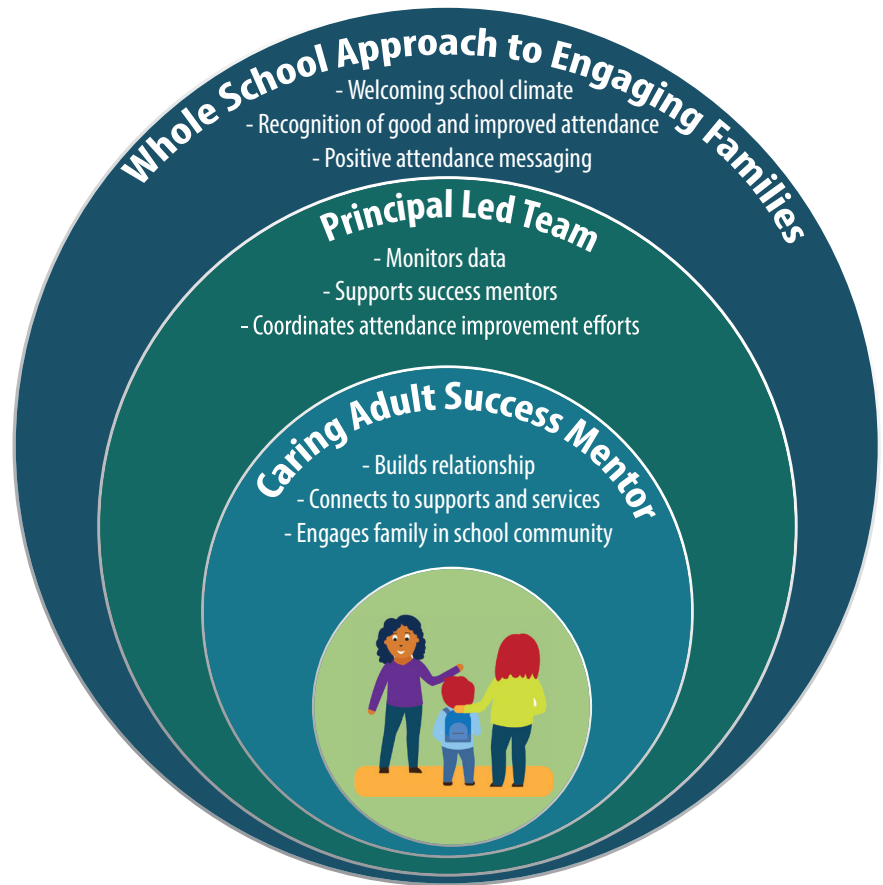 Whole School Approach to Engaging Families
- Welcoming school climate
- Recognition of good and improved attendance
- Positive attendance messaging
Principal Led Team
- Monitors data
- Supports success mentors
- Coordinates attendance improvement efforts
Caring Adult Success Mentor
- Builds relationship
- Connects to supports and services
- Engages family in school community